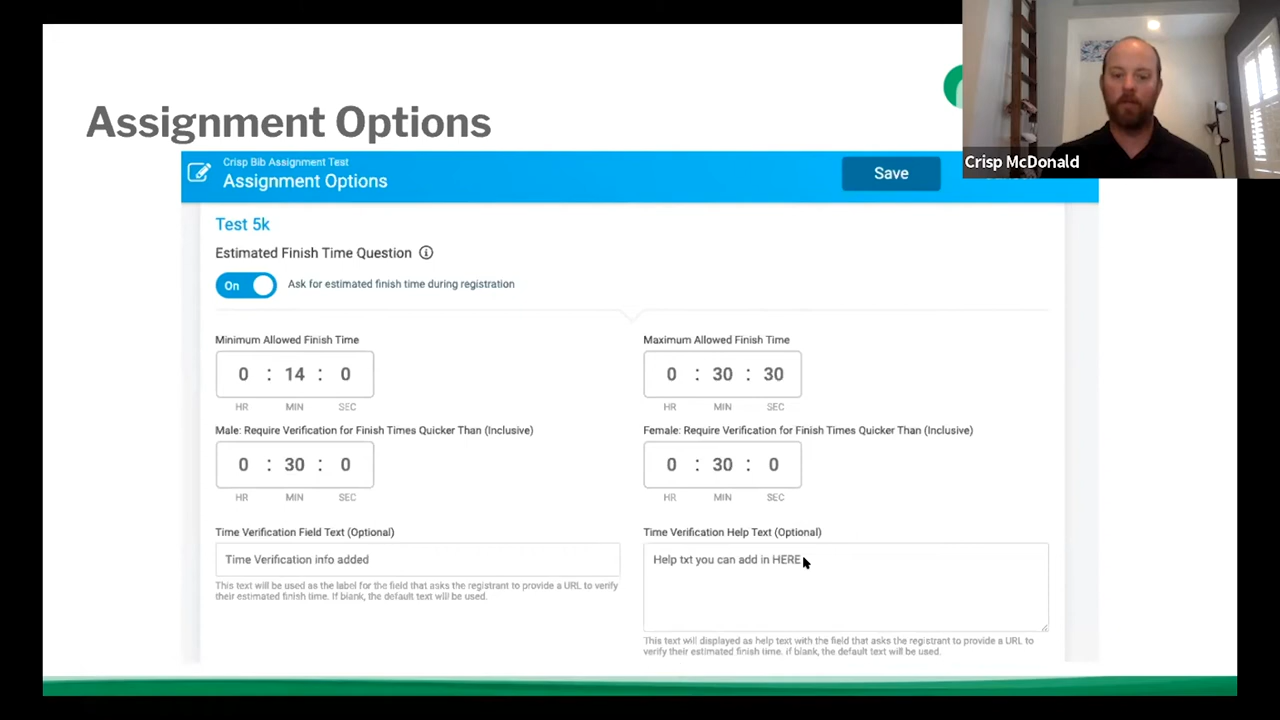 Assignment Options
Crisp McDonald
Crisp Bib Assignment Test
Assignment Options
Save
Test 5k
Estimated Finish Time Question
On
Ask for estimated finish time during registration
Minimum Allowed Finish Time
0 : 14 : 0
HR MIN SEC
Maximum Allowed Finish Time
0 : 30 : 30
HR MIN SEC
Male: Require Verification for Finish Times Quicker Than (Inclusive)
0 : 30 : 0
HR MIN SEC
Female: Require Verification for Finish Times Quicker Than (Inclusive)
0 : 30 : 0
HR MIN SEC
Time Verification Field Text (Optional)
Time Verification info added
This text will be used as the label for the field that asks the registrant to provide a URL to verify
their estimated finish time. If blank, the default text will be used.
Time Verification Help Text (Optional)
Help txt you can add in HERE
This text will displayed as help text with the field that asks the registrant to provide a URL to
verify their estimated finish time. if blank, the default text will be used.